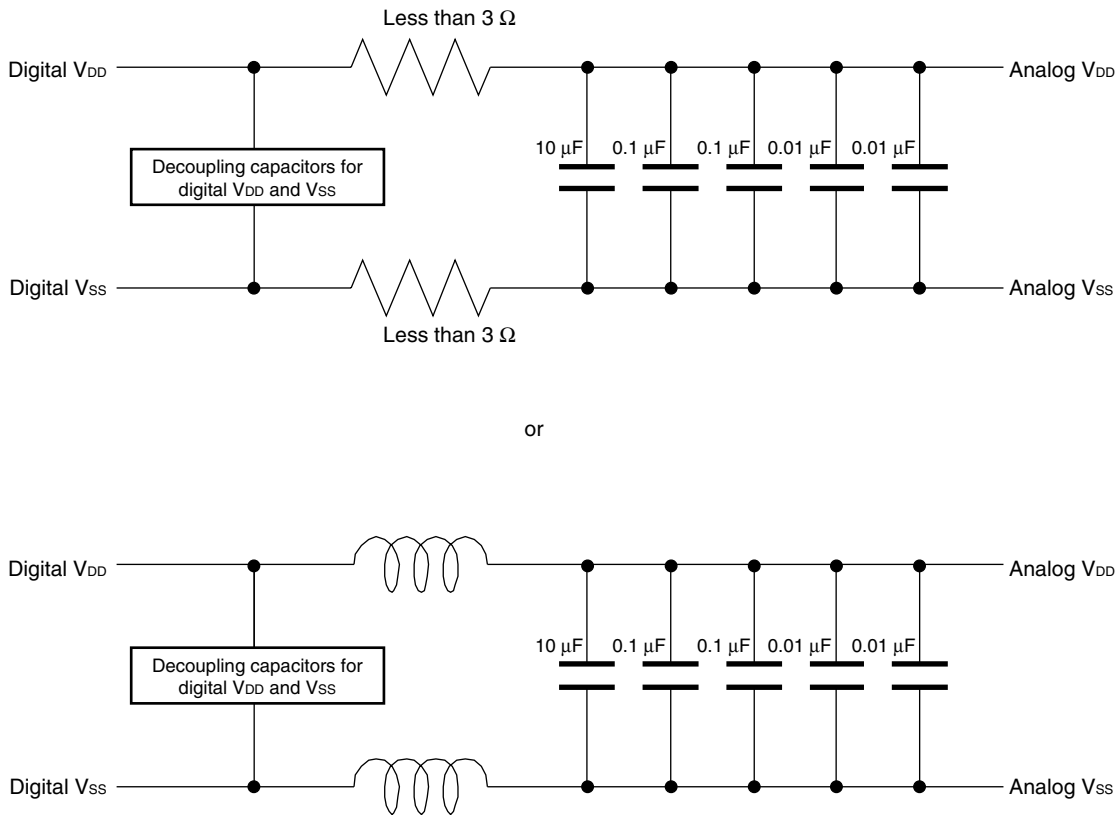 Less than 3 Ω
Digital VDD
Analog VDD
10 μF 0.1 μF 0.1 μF 0.01 μF 0.01 μF
Decoupling capacitors for
digital VDD and VSS
Digital VSS
Analog VSS
Less than 3 Ω
or
Digital VDD
Analog VDD
10 μF 0.1 μF 0.1 μF 0.01 μF 0.01 μF
Decoupling capacitors for
digital VDD and VSS
Digital VSS
Analog VSS